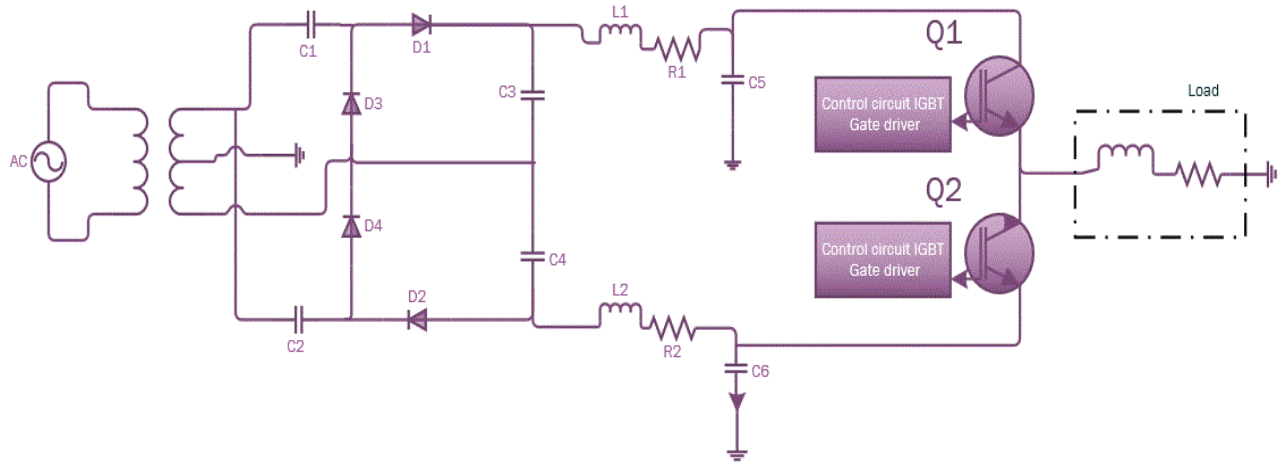 L1
C1
D1
R1
Q1
C5
C3
D3
Control circuit IGBT
Gate driver
Load
AC
Q2
D4
C4
Control circuit IGBT
Gate driver
D2
L2
C2
R2
C6